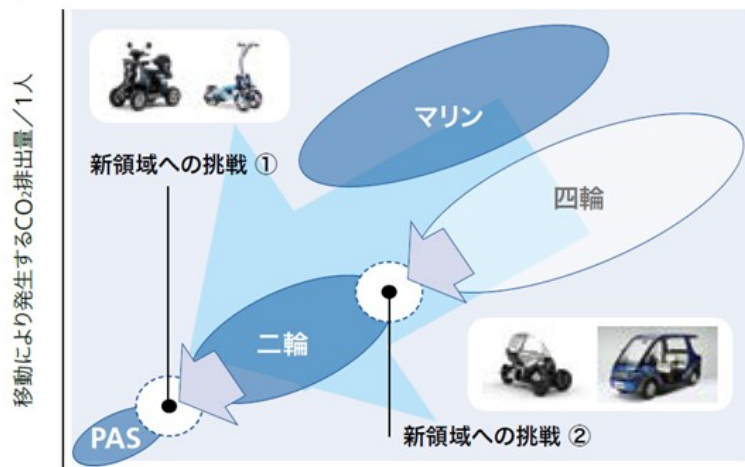 移動により発生するCO₂排出量／1人
マリン
新領域への挑戦 ①
四輪
二輪
PAS
新領域への挑戦 ②